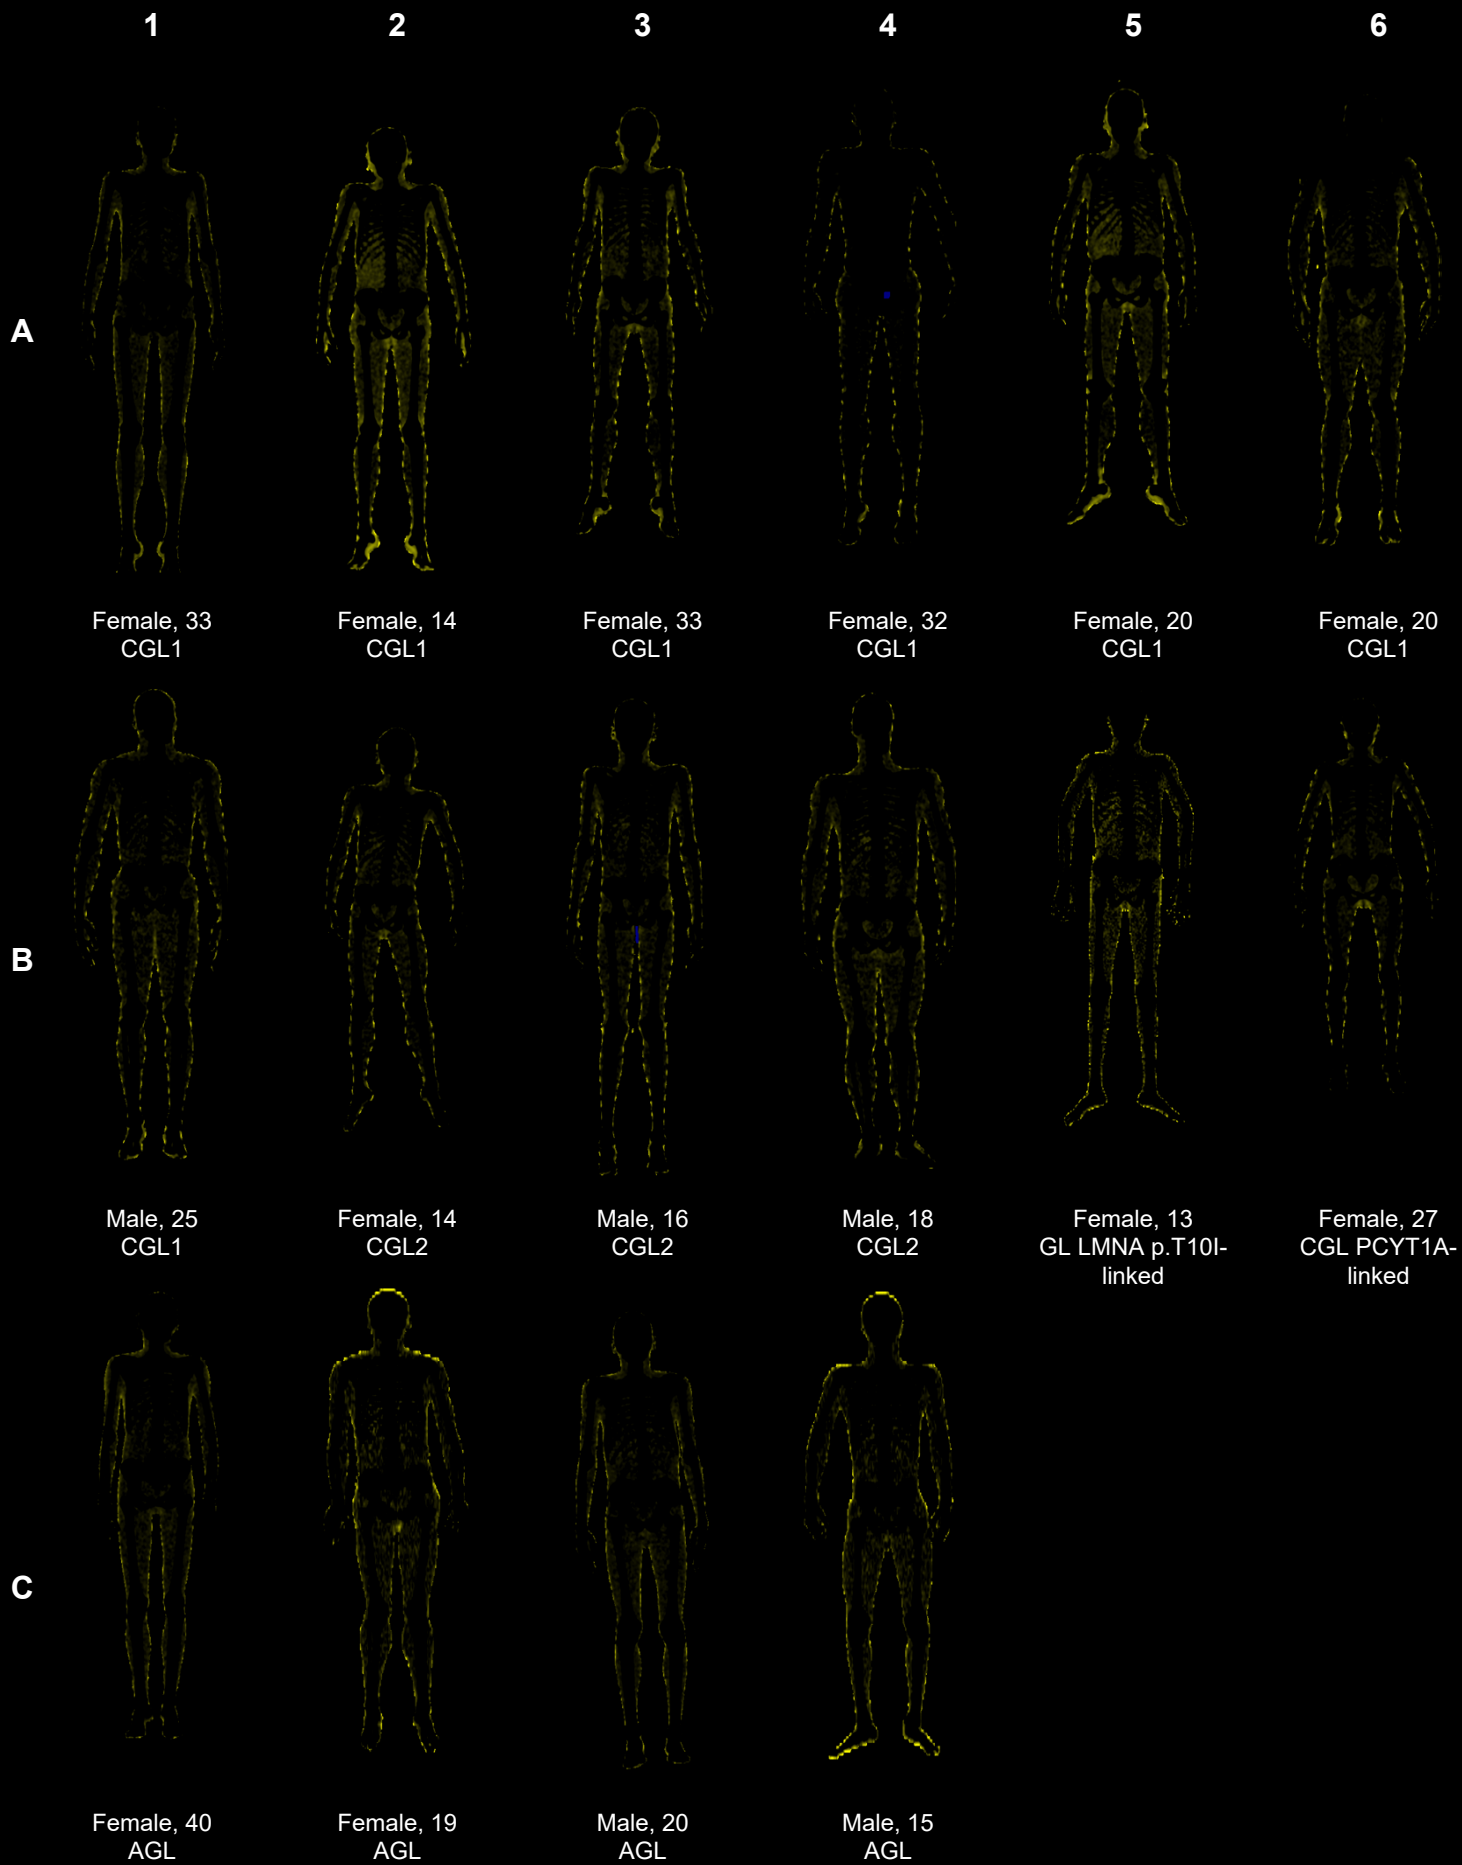 1 2 3 4 5 6
A
Female, 33 Female, 14 Female, 33 Female, 32 Female, 20 Female, 20
CGL1 CGL1 CGL1 CGL1 CGL1 CGL1
B
Male, 25 Female, 14 Male, 16 Male, 18 Female, 13 Female, 27
CGL1 CGL2 CGL2 CGL2 GL LMNA p.T10I- CGL PCYT1A-
linked linked
C
Female, 40 Female, 19 Male, 20 Male, 15
AGL AGL AGL AGL